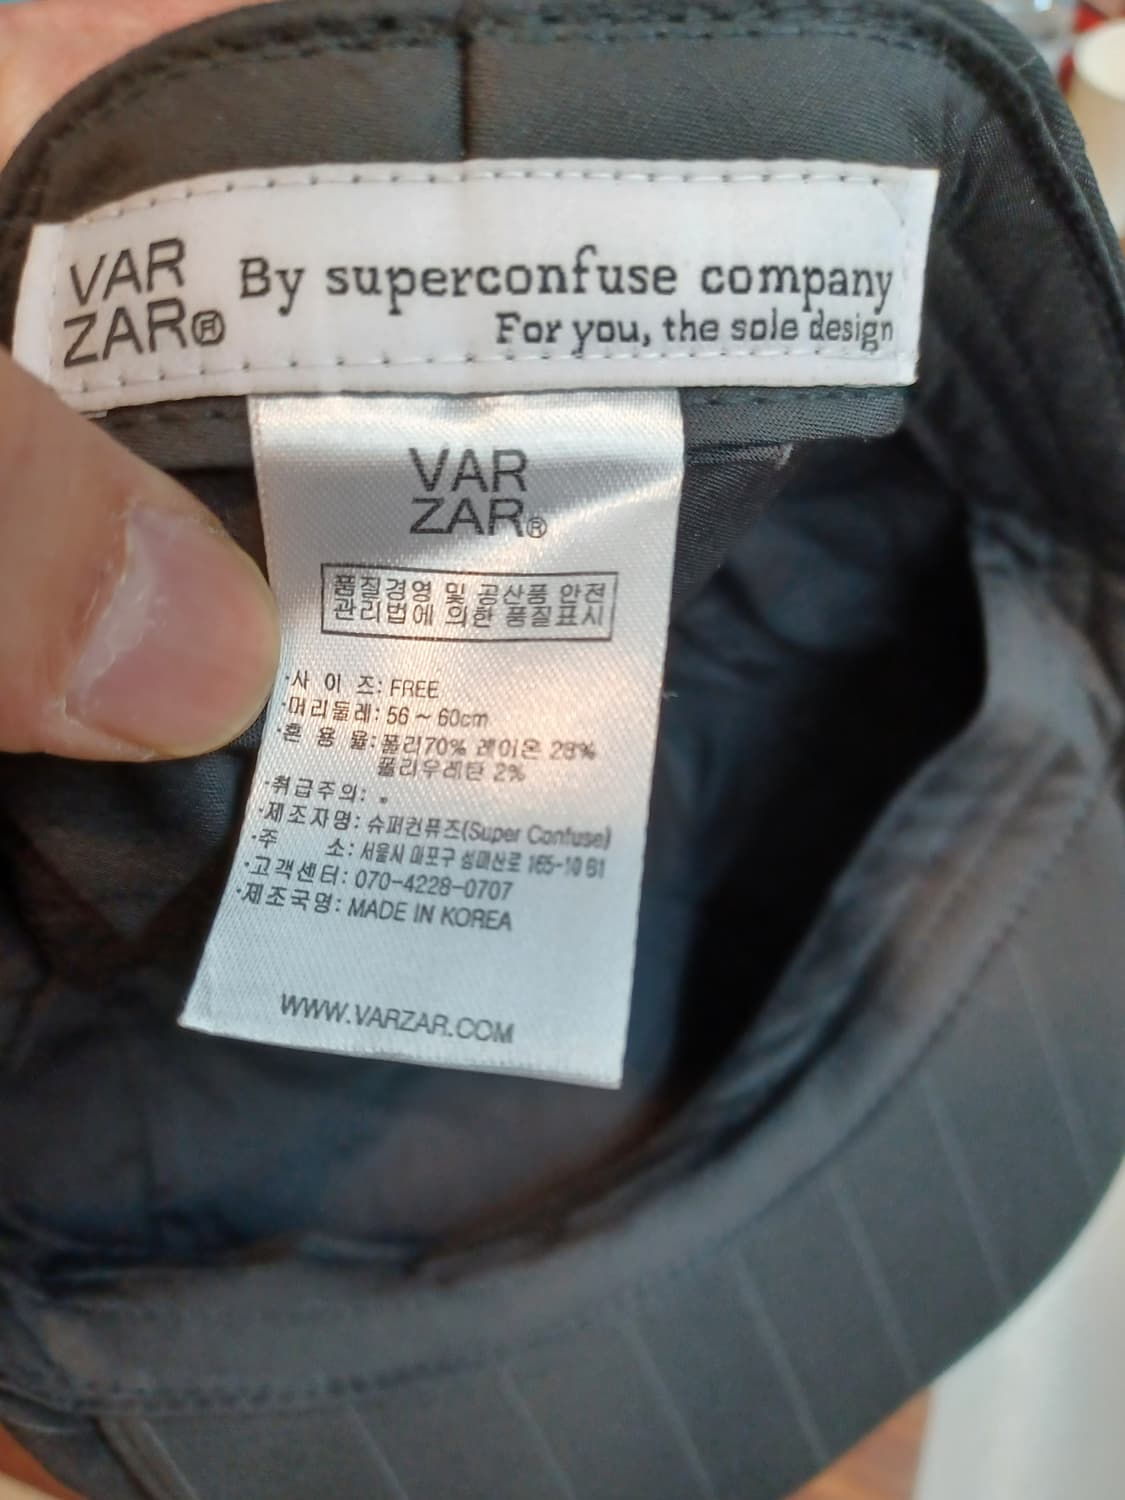 VAR
ZAR®
By superconfuse company
For you, the sole design
VAR
ZAR®
품질경영 및 공산품 안전
관리법에 의한 품질표시
·사 이 즈: FREE
·머리둘레: 56 ~ 60cm
·혼 용 율: 폴리70% 레이온 28%
폴리우레탄 2%
·취급주의: 。
·제조자명: 슈퍼컨퓨즈(Super Confuse)
·주 소: 서울시 마포구 성미산로 165-10 B1
·고객센터: 070-4228-0707
·제조국명: MADE IN KOREA
WWW.VARZAR.COM